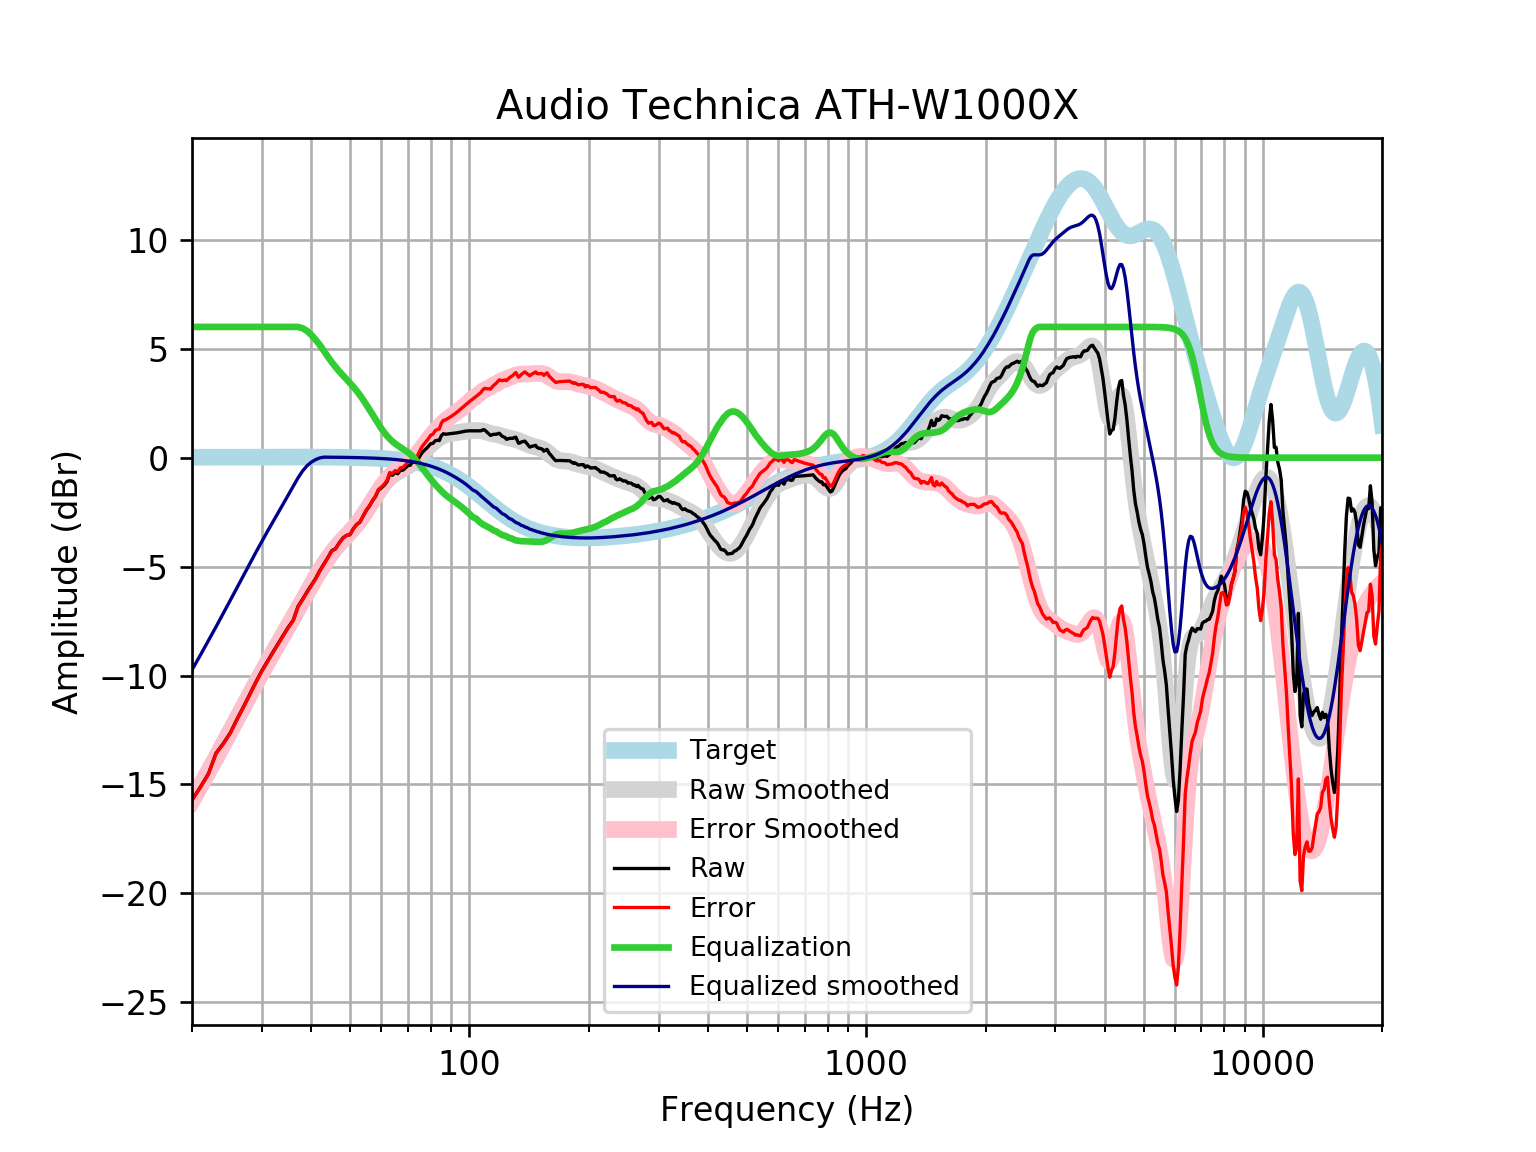 Audio Technica ATH-W1000X
Amplitude (dBr)
10
5
0
−5
−10
−15
−20
−25
Target
Raw Smoothed
Error Smoothed
Raw
Error
Equalization
Equalized smoothed
100
1000
10000
Frequency (Hz)